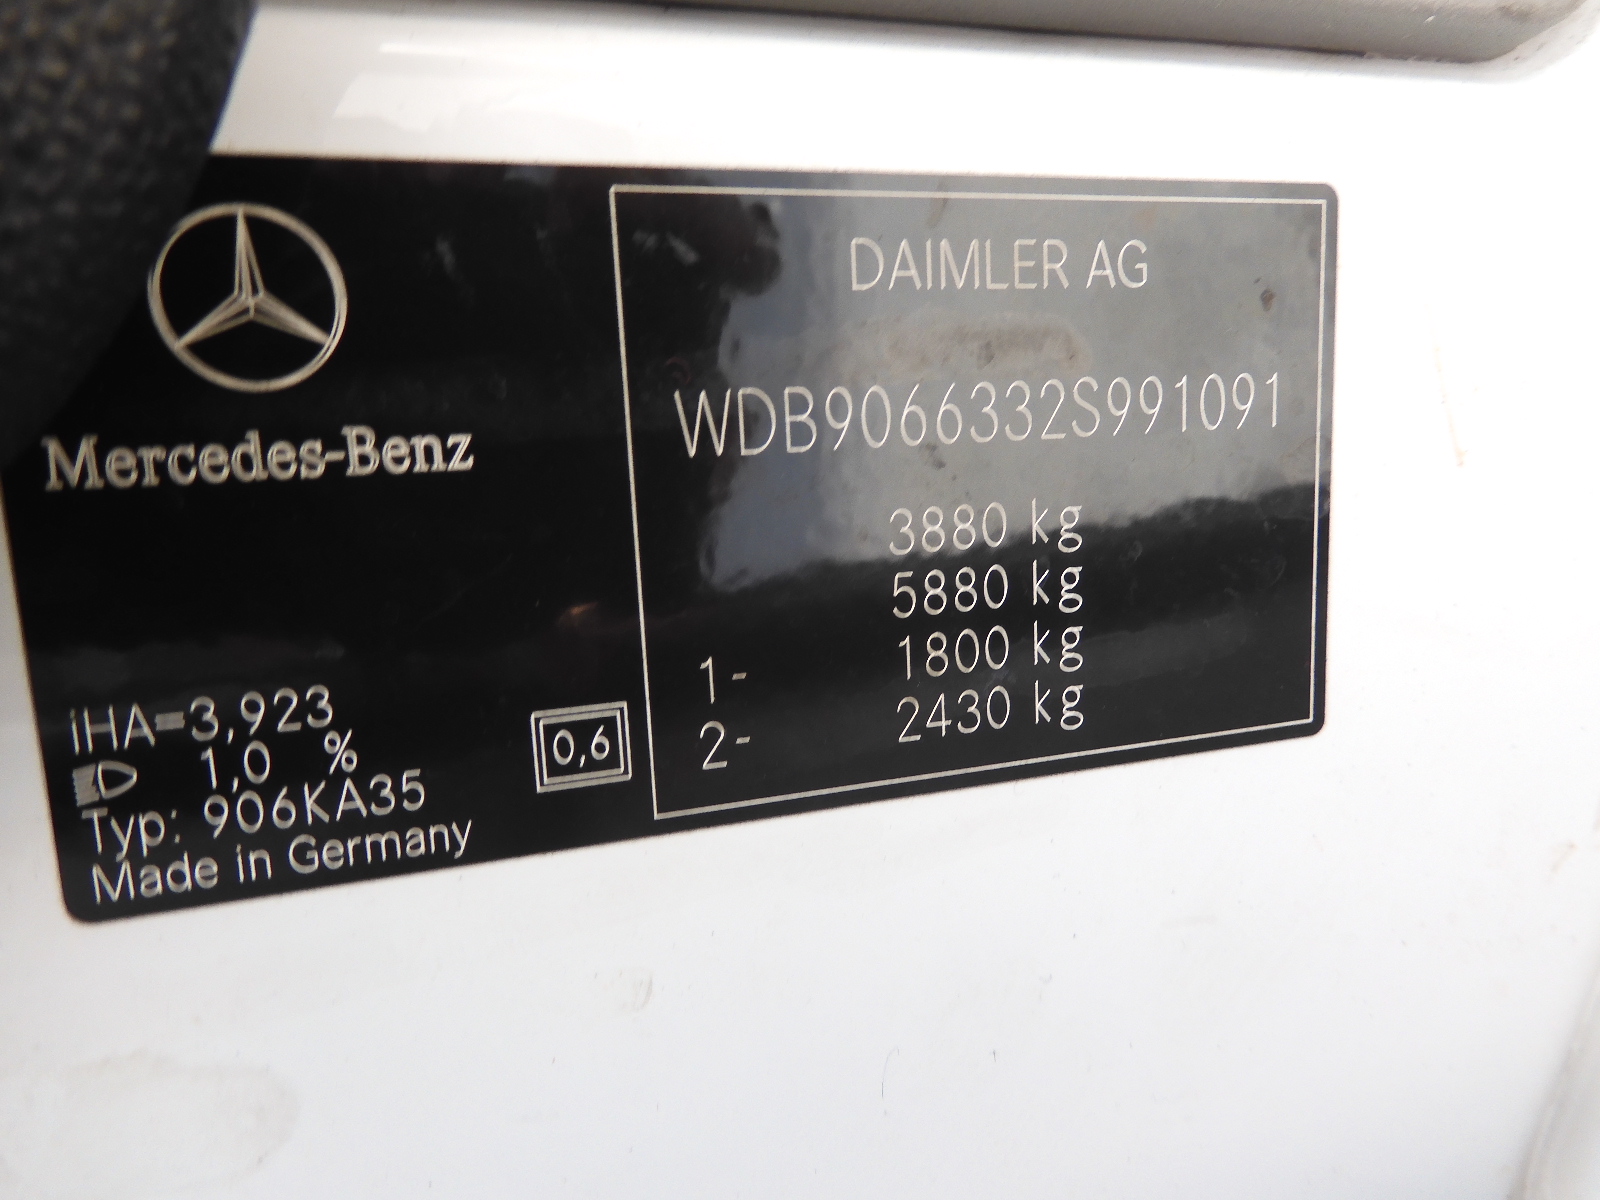 Mercedes-Benz
iHA=3,923
1,0 %
Typ: 906KA35
Made in Germany
0,6
DAIMLER AG
WDB9066332S991091
3880 kg
5880 kg
1- 1800 kg
2- 2430 kg